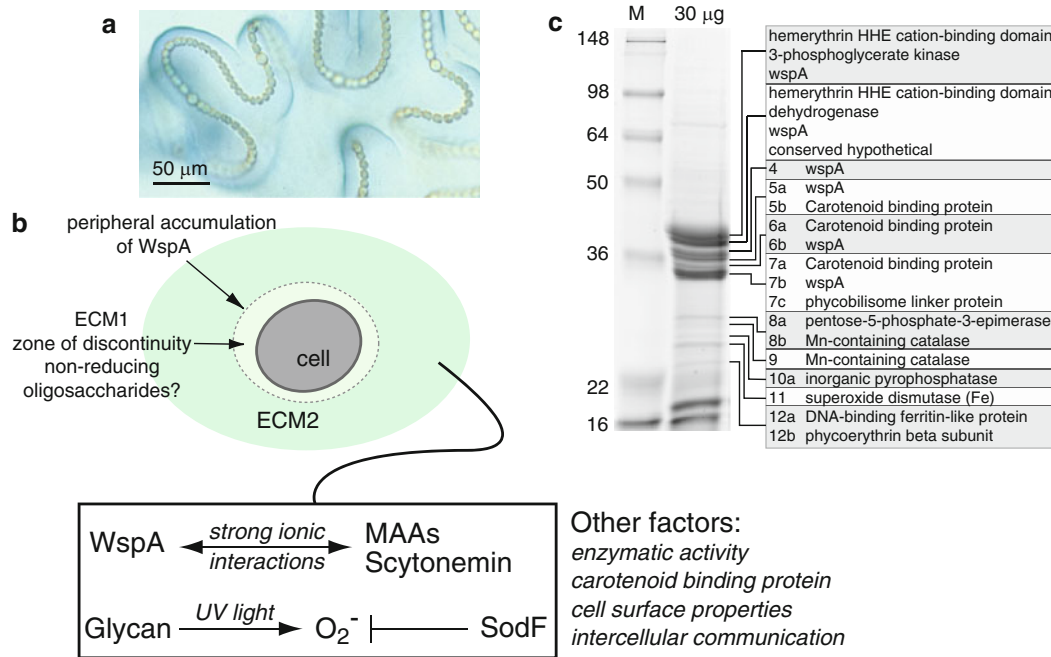 a
50 μm
b
peripheral accumulation
of WspA
ECM1
zone of discontinuity
non-reducing
oligosaccharides?
cell
ECM2
WspA
strong ionic
interactions
MAAs
Scytonemin
Glycan
UV light
O2-
SodF
Other factors:
enzymatic activity
carotenoid binding protein
cell surface properties
intercellular communication
c
M
30 μg
148
98
64
50
36
22
16
hemerythrin HHE cation-binding domain
3-phosphoglycerate kinase
wspA
hemerythrin HHE cation-binding domain
dehydrogenase
wspA
conserved hypothetical
4 wspA
5a wspA
5b Carotenoid binding protein
6a Carotenoid binding protein
6b wspA
7a Carotenoid binding protein
7b wspA
7c phycobilisome linker protein
8a pentose-5-phosphate-3-epimerase
8b Mn-containing catalase
9 Mn-containing catalase
10a inorganic pyrophosphatase
11 superoxide dismutase (Fe)
12a DNA-binding ferritin-like protein
12b phycoerythrin beta subunit